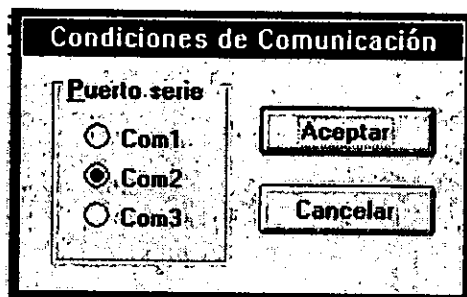 Condiciones de Comunicación
Puerto serie
Com1
Com2
Com3
Aceptar
Cancelar